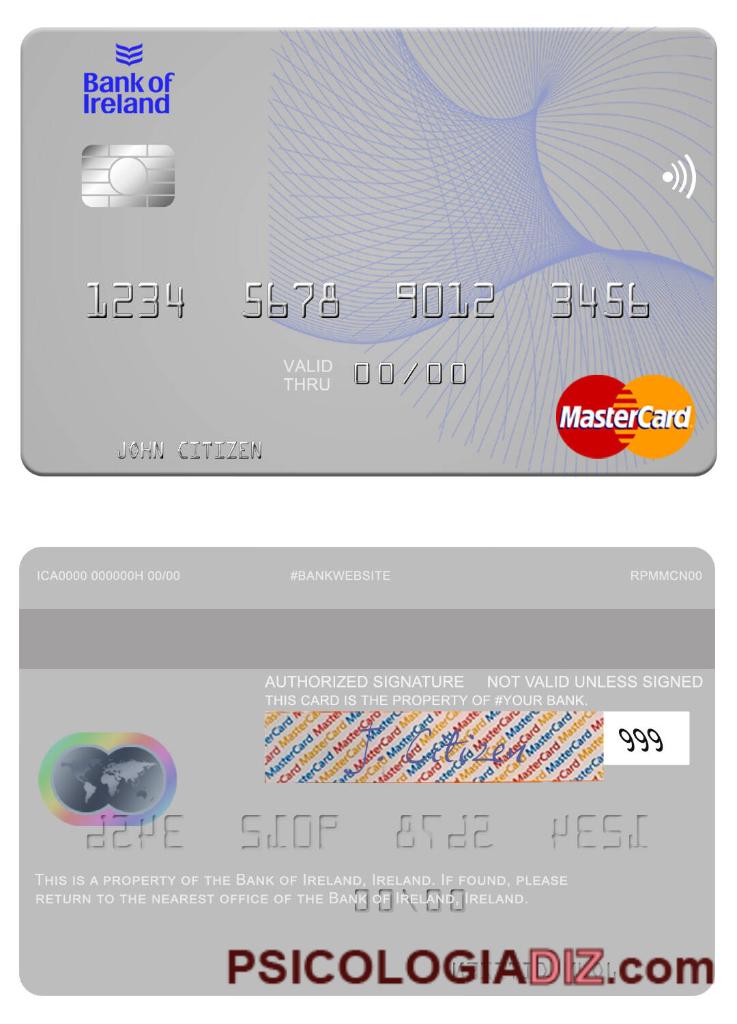 Bank of
Ireland
1234 5678 9012 3456
VALID
THRU 00/00
MasterCard
JOHN CITIZEN
ICA0000 000000H 00/00 #BANKWEBSITE RPMMCN00
AUTHORIZED SIGNATURE NOT VALID UNLESS SIGNED
THIS CARD IS THE PROPERTY OF #YOUR BANK.
J. Citizen 999
THIS IS A PROPERTY OF THE BANK OF IRELAND, IRELAND. IF FOUND, PLEASE
RETURN TO THE NEAREST OFFICE OF THE BANK OF IRELAND, IRELAND.
PSICOLOGIADIZ.com